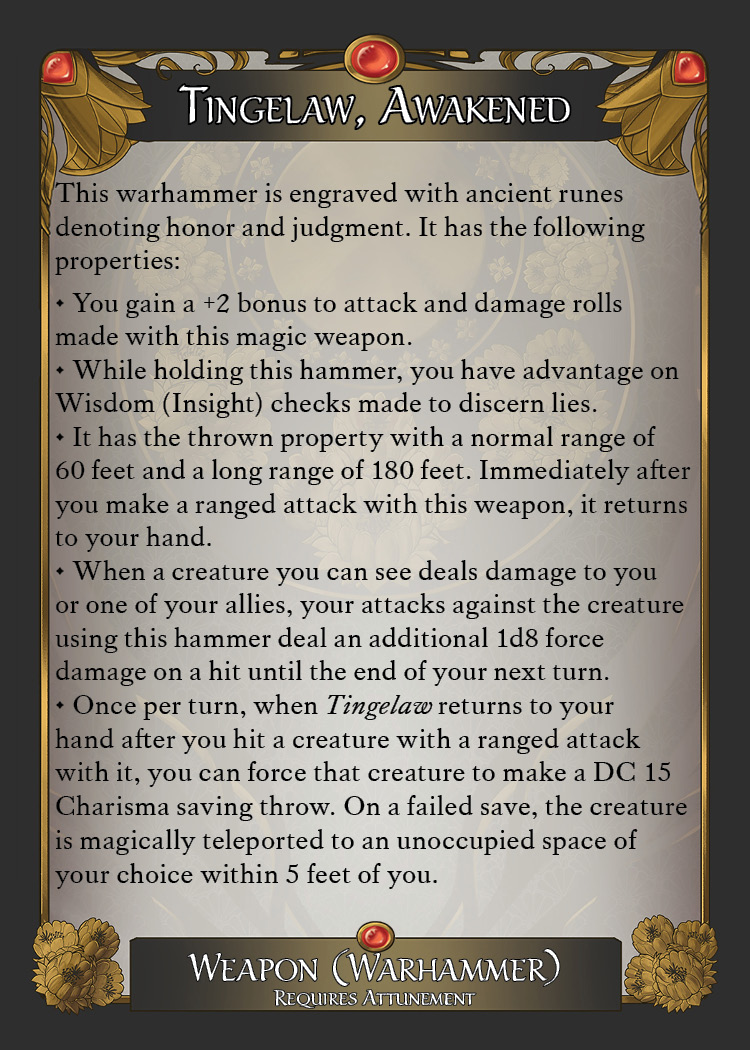 Tingelaw, Awakened
This warhammer is engraved with ancient runes
denoting honor and judgment. It has the following
properties:
• You gain a +2 bonus to attack and damage rolls
made with this magic weapon.
• While holding this hammer, you have advantage on
Wisdom (Insight) checks made to discern lies.
• It has the thrown property with a normal range of
60 feet and a long range of 180 feet. Immediately after
you make a ranged attack with this weapon, it returns
to your hand.
• When a creature you can see deals damage to you
or one of your allies, your attacks against the creature
using this hammer deal an additional 1d8 force
damage on a hit until the end of your next turn.
• Once per turn, when Tingelaw returns to your
hand after you hit a creature with a ranged attack
with it, you can force that creature to make a DC 15
Charisma saving throw. On a failed save, the creature
is magically teleported to an unoccupied space of
your choice within 5 feet of you.
Weapon (Warhammer)
Requires Attunement